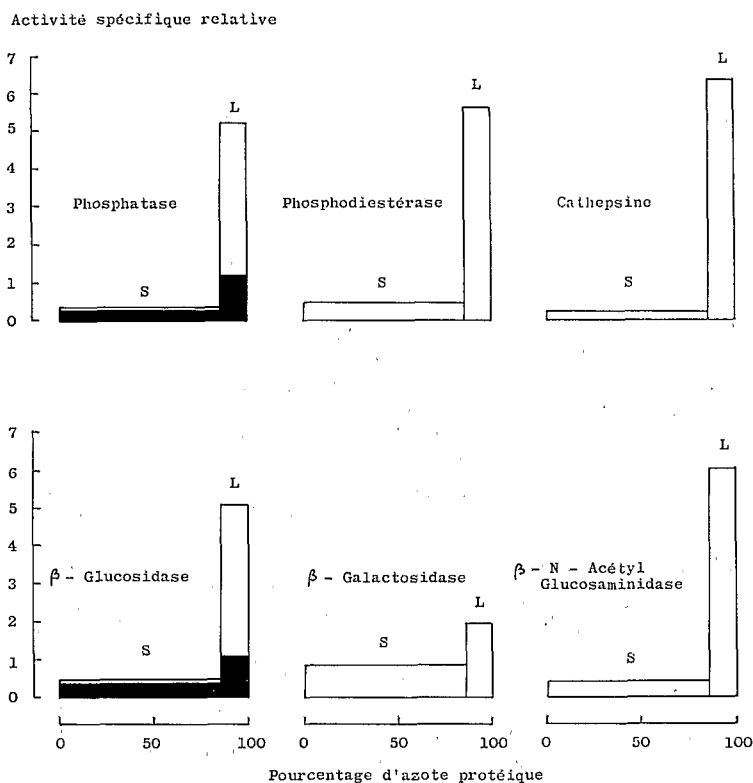 Activité spécifique relative
7
6
5
4
3
2
1
0
L
Phosphatase
S
L
Phosphodiestérase
S
L
Cathepsine
S
7
6
5
4
3
2
1
0
L
β - Glucosidase
S
β - Galactosidase
L
S
L
β - N - Acétyl
Glucosaminidase
S
0 50 100
0 50 100
0 50 100
Pourcentage d'azote protéique